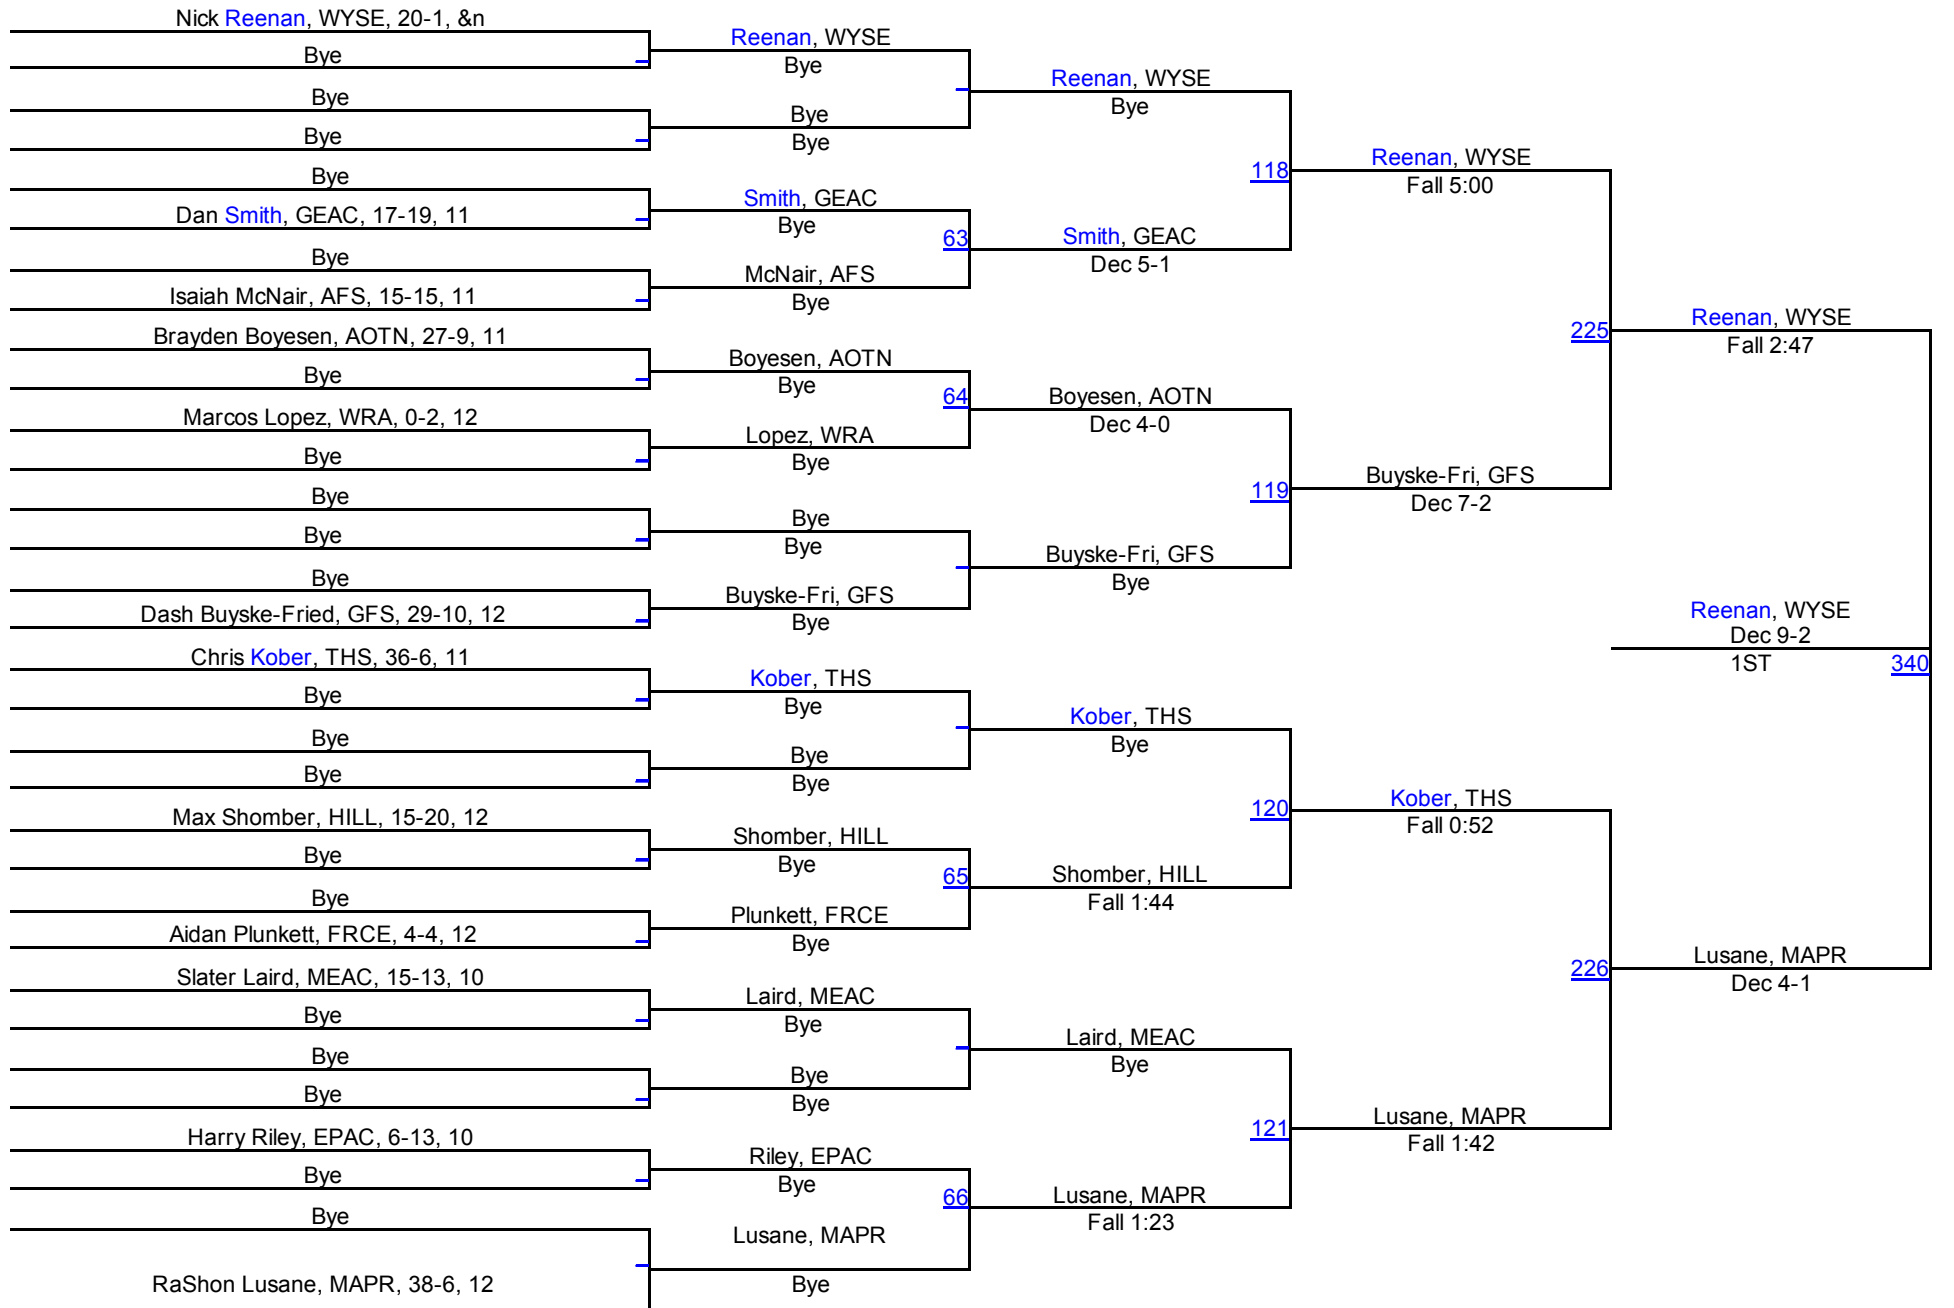 Nick Reenan, WYSE, 20-1, &n
Bye
Bye
Bye
Bye
Dan Smith, GEAC, 17-19, 11
Bye
Isaiah McNair, AFS, 15-15, 11
Brayden Boyesen, AOTN, 27-9, 11
Bye
Marcos Lopez, WRA, 0-2, 12
Bye
Bye
Bye
Bye
Dash Buyske-Fried, GFS, 29-10, 12
Chris Kober, THS, 36-6, 11
Bye
Bye
Bye
Max Shomber, HILL, 15-20, 12
Bye
Bye
Aidan Plunkett, FRCE, 4-4, 12
Slater Laird, MEAC, 15-13, 10
Bye
Bye
Bye
Harry Riley, EPAC, 6-13, 10
Bye
Bye
RaShon Lusane, MAPR, 38-6, 12
Reenan, WYSE
Bye
Bye
Bye
Smith, GEAC
Bye
63
McNair, AFS
Bye
Boyesen, AOTN
Bye
64
Lopez, WRA
Bye
Bye
Bye
Buyske-Fri, GFS
Bye
Kober, THS
Bye
Bye
Bye
Shomber, HILL
Bye
65
Plunkett, FRCE
Bye
Laird, MEAC
Bye
Bye
Bye
Riley, EPAC
Bye
66
Lusane, MAPR
Bye
Reenan, WYSE
Bye
118
Smith, GEAC
Dec 5-1
Boyesen, AOTN
Dec 4-0
119
Buyske-Fri, GFS
Bye
Kober, THS
Bye
120
Shomber, HILL
Fall 1:44
Laird, MEAC
Bye
121
Lusane, MAPR
Fall 1:23
Reenan, WYSE
Fall 5:00
225
Buyske-Fri, GFS
Dec 7-2
Kober, THS
Fall 0:52
226
Lusane, MAPR
Fall 1:42
Reenan, WYSE
Fall 2:47
Reenan, WYSE
Dec 9-2
1ST
340
Lusane, MAPR
Dec 4-1